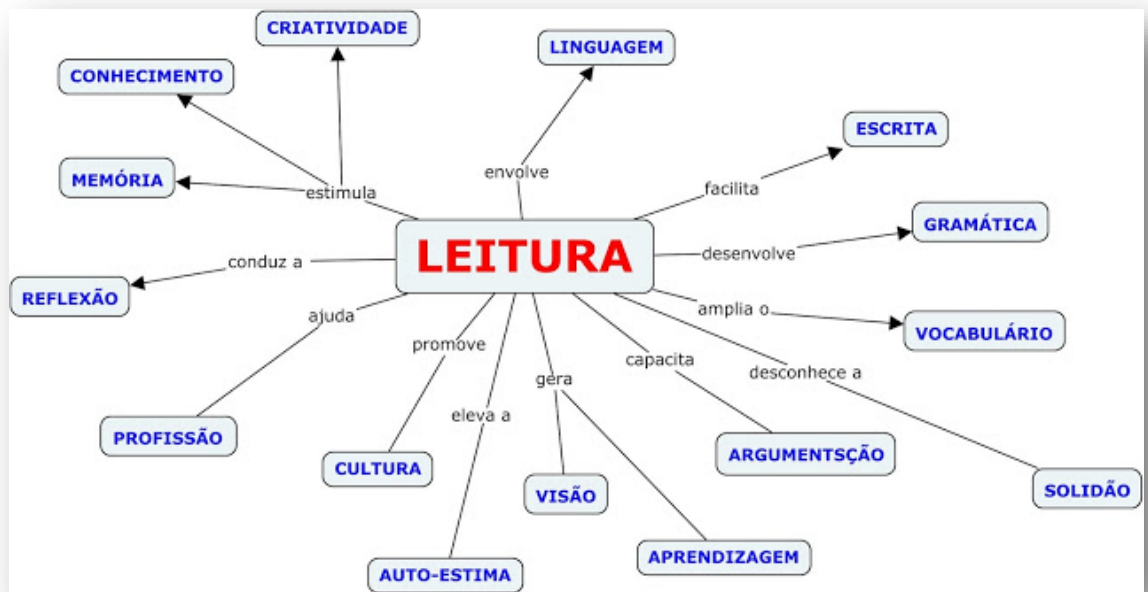 CRIATIVIDADE
LINGUAGEM
CONHECIMENTO
ESCRITA
MEMÓRIA
estimula
envolve
facilita
GRAMÁTICA
LEITURA
desenvolve
conduz a
REFLEXÃO
amplia o
VOCABULÁRIO
ajuda
promove
capacita
desconhece a
gera
eleva a
PROFISSÃO
CULTURA
VISÃO
ARGUMENTSÇÃO
SOLIDÃO
AUTO-ESTIMA
APRENDIZAGEM